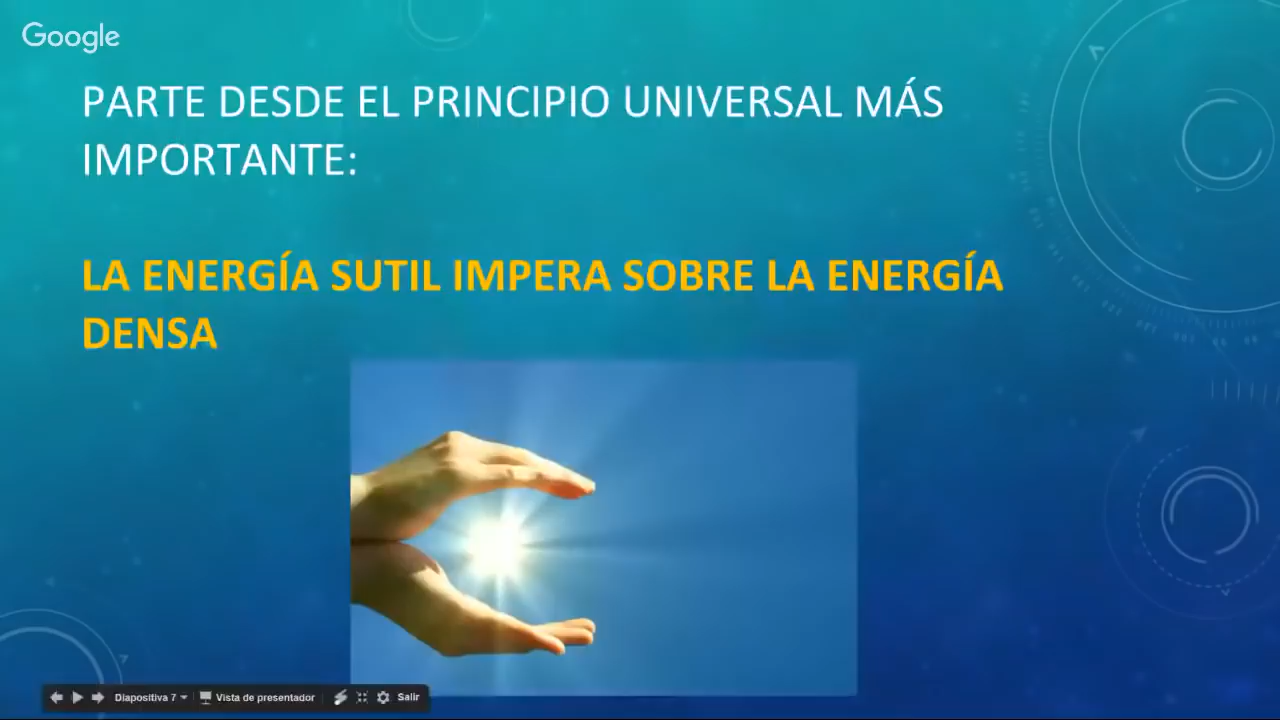 Google
PARTE DESDE EL PRINCIPIO UNIVERSAL MÁS
IMPORTANTE:
LA ENERGÍA SUTIL IMPERA SOBRE LA ENERGÍA
DENSA
Diapositiva 7 Vista de presentador Salir